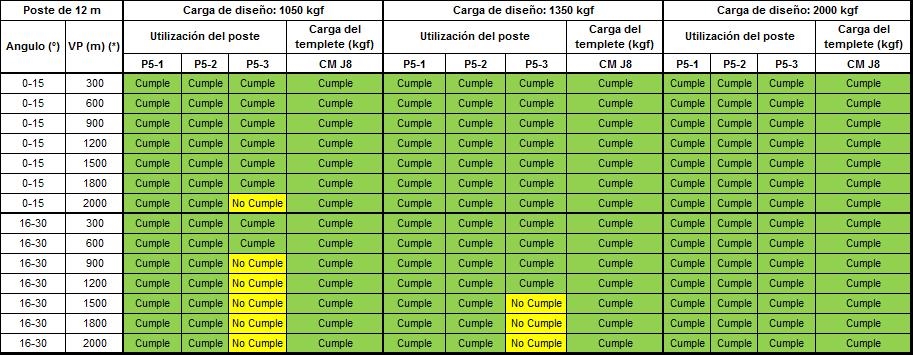 Poste de 12 m Carga de diseño: 1050 kgf Carga de diseño: 1350 kgf Carga de diseño: 2000 kgf
Angulo (°) VP (m) (*) Utilización del poste Carga del templete (kgf) Utilización del poste Carga del templete (kgf) Utilización del poste Carga del templete (kgf)
P5-1 P5-2 P5-3 CM J8 P5-1 P5-2 P5-3 CM J8 P5-1 P5-2 P5-3 CM J8
0-15 300 Cumple Cumple Cumple Cumple Cumple Cumple Cumple Cumple Cumple Cumple Cumple Cumple
0-15 600 Cumple Cumple Cumple Cumple Cumple Cumple Cumple Cumple Cumple Cumple Cumple Cumple
0-15 900 Cumple Cumple Cumple Cumple Cumple Cumple Cumple Cumple Cumple Cumple Cumple Cumple
0-15 1200 Cumple Cumple Cumple Cumple Cumple Cumple Cumple Cumple Cumple Cumple Cumple Cumple
0-15 1500 Cumple Cumple Cumple Cumple Cumple Cumple Cumple Cumple Cumple Cumple Cumple Cumple
0-15 1800 Cumple Cumple Cumple Cumple Cumple Cumple Cumple Cumple Cumple Cumple Cumple Cumple
0-15 2000 Cumple Cumple No Cumple Cumple Cumple Cumple Cumple Cumple Cumple Cumple Cumple Cumple
16-30 300 Cumple Cumple Cumple Cumple Cumple Cumple Cumple Cumple Cumple Cumple Cumple Cumple
16-30 600 Cumple Cumple Cumple Cumple Cumple Cumple Cumple Cumple Cumple Cumple Cumple Cumple
16-30 900 Cumple Cumple No Cumple Cumple Cumple Cumple Cumple Cumple Cumple Cumple Cumple Cumple
16-30 1200 Cumple Cumple No Cumple Cumple Cumple Cumple Cumple Cumple Cumple Cumple Cumple Cumple
16-30 1500 Cumple Cumple No Cumple Cumple Cumple Cumple No Cumple Cumple Cumple Cumple Cumple Cumple
16-30 1800 Cumple Cumple No Cumple Cumple Cumple Cumple No Cumple Cumple Cumple Cumple Cumple Cumple
16-30 2000 Cumple Cumple No Cumple Cumple Cumple Cumple No Cumple Cumple Cumple Cumple Cumple Cumple